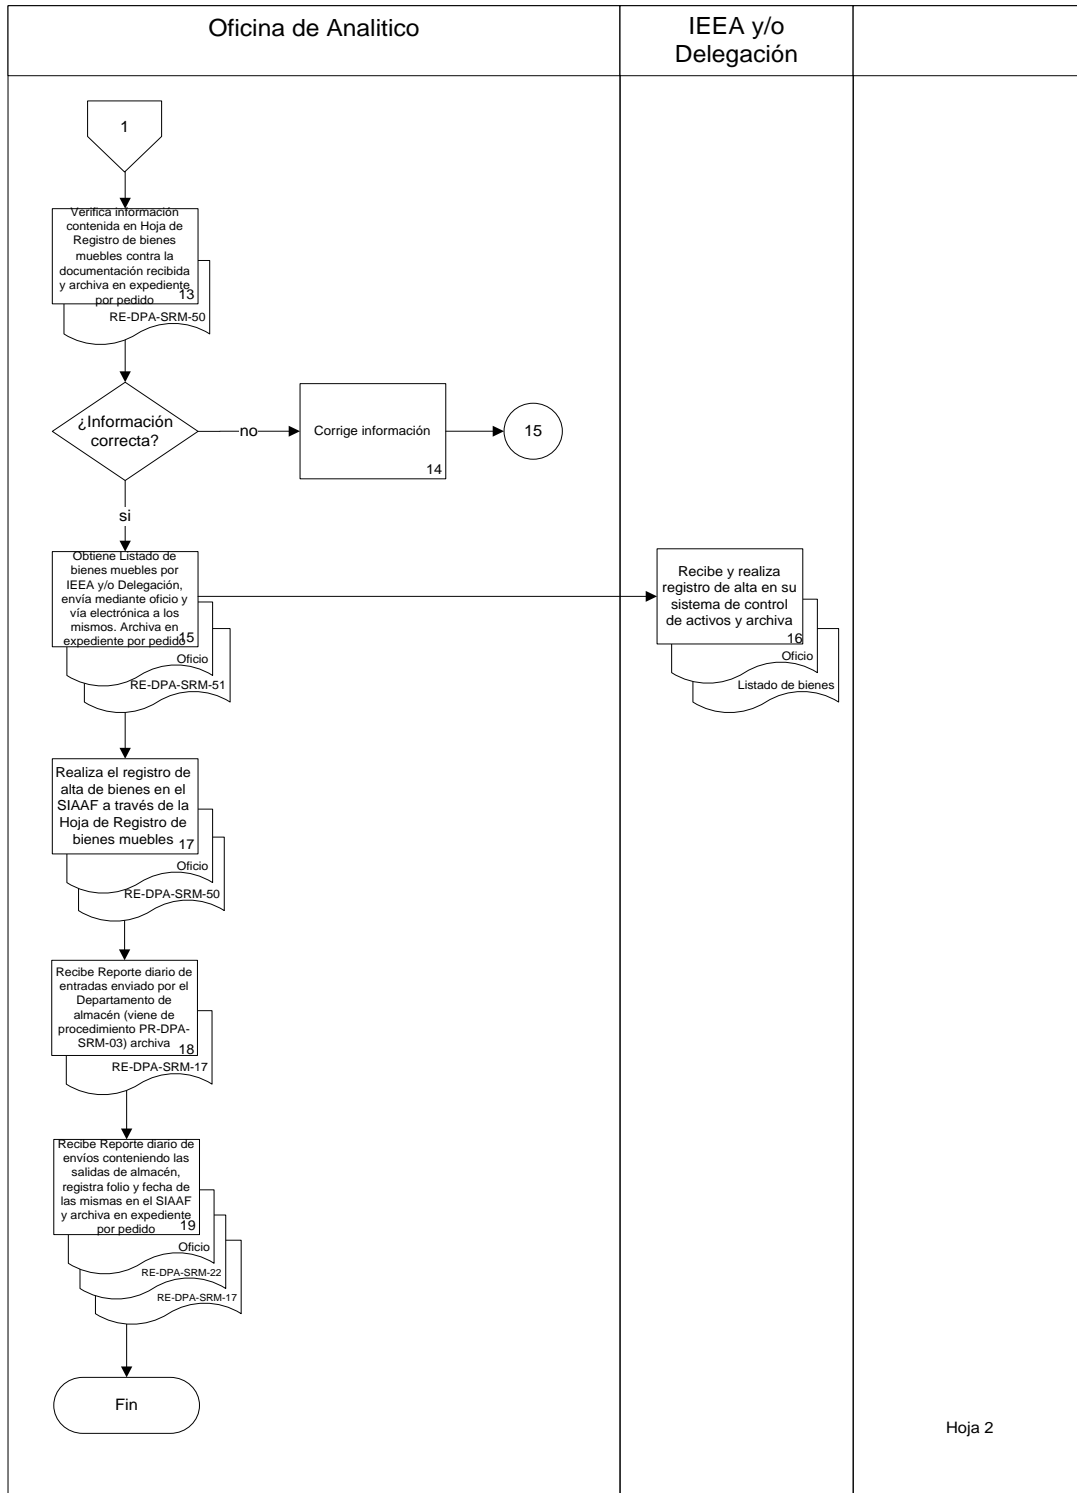 Oficina de Analitico
IEEA y/o
Delegación
1
Verifica información
contenida en Hoja de
Registro de bienes
muebles contra la
documentación recibida
y archiva en expediente
por pedido
13
RE-DPA-SRM-50
¿Información
correcta?
no
Corrige información
14
15
si
Obtiene Listado de
bienes muebles por
IEEA y/o Delegación,
envía mediante oficio y
vía electrónica a los
mismos. Archiva en
expediente por pedido
15
Oficio
RE-DPA-SRM-51
Recibe y realiza
registro de alta en su
sistema de control
de activos y archiva
16
Oficio
Listado de bienes
Realiza el registro de
alta de bienes en el
SIAAF a través de la
Hoja de Registro de
bienes muebles
17
Oficio
RE-DPA-SRM-50
Recibe Reporte diario de
entradas enviado por el
Departamento de
almacén (viene de
procedimiento PR-DPA-
SRM-03) archiva
18
RE-DPA-SRM-17
Recibe Reporte diario de
envíos conteniendo las
salidas de almacén,
registra folio y fecha de
las mismas en el SIAAF
y archiva en expediente
por pedido
19
Oficio
RE-DPA-SRM-22
RE-DPA-SRM-17
Fin
Hoja 2